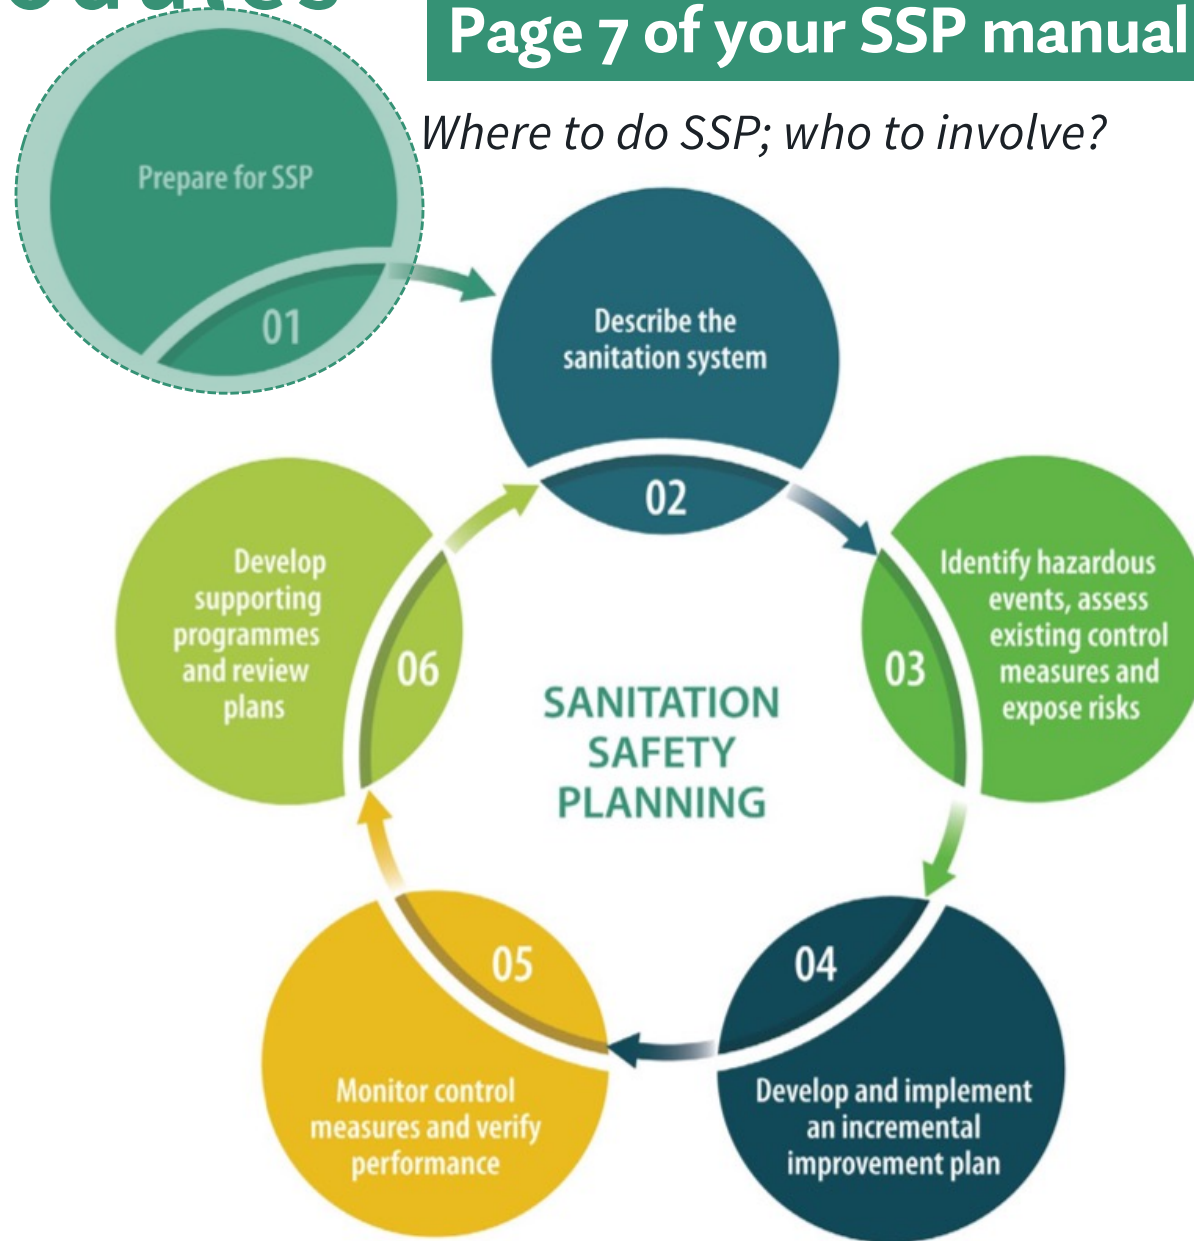 Page 7 of your SSP manual
Where to do SSP; who to involve?
Prepare for SSP
01
Describe the
sanitation system
02
Identify hazardous
events, assess
existing control
measures and
expose risks
03
Develop and implement
an incremental
improvement plan
04
Monitor control
measures and verify
performance
05
Develop
supporting
programmes
and review
plans
06
SANITATION
SAFETY
PLANNING